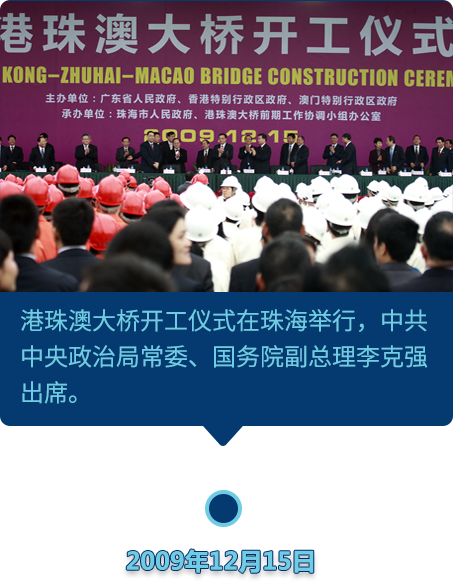 港珠澳大桥开工仪式
KONG–ZHUHAI–MACAO BRIDGE CONSTRUCTION CEREM
主办单位：广东省人民政府、香港特别行政区政府、澳门特别行政区政府
承办单位：珠海市人民政府、港珠澳大桥前期工作协调小组办公室
2009.12.15
港珠澳大桥开工仪式在珠海举行，中共
中央政治局常委、国务院副总理李克强
出席。
2009年12月15日